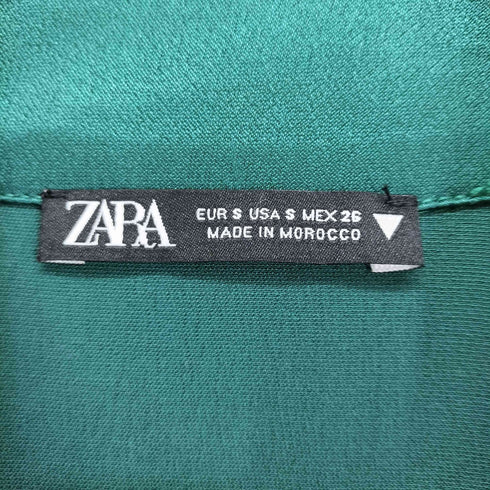 ZARA
EUR S USA S MEX 26
MADE IN MOROCCO